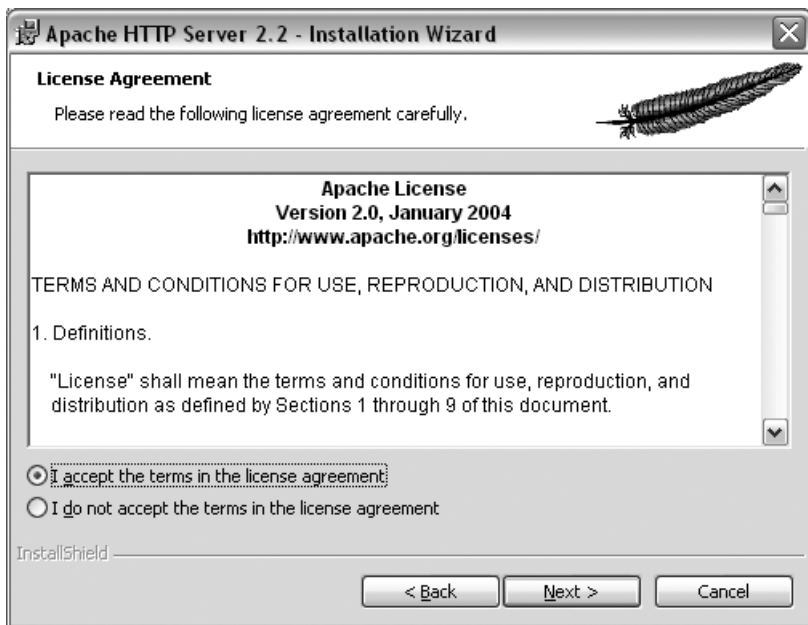 Apache HTTP Server 2.2 - Installation Wizard
License Agreement
Please read the following license agreement carefully.
Apache License
Version 2.0, January 2004
http://www.apache.org/licenses/
TERMS AND CONDITIONS FOR USE, REPRODUCTION, AND DISTRIBUTION
1. Definitions.
"License" shall mean the terms and conditions for use, reproduction, and
distribution as defined by Sections 1 through 9 of this document.
I accept the terms in the license agreement
I do not accept the terms in the license agreement
InstallShield
< Back Next > Cancel